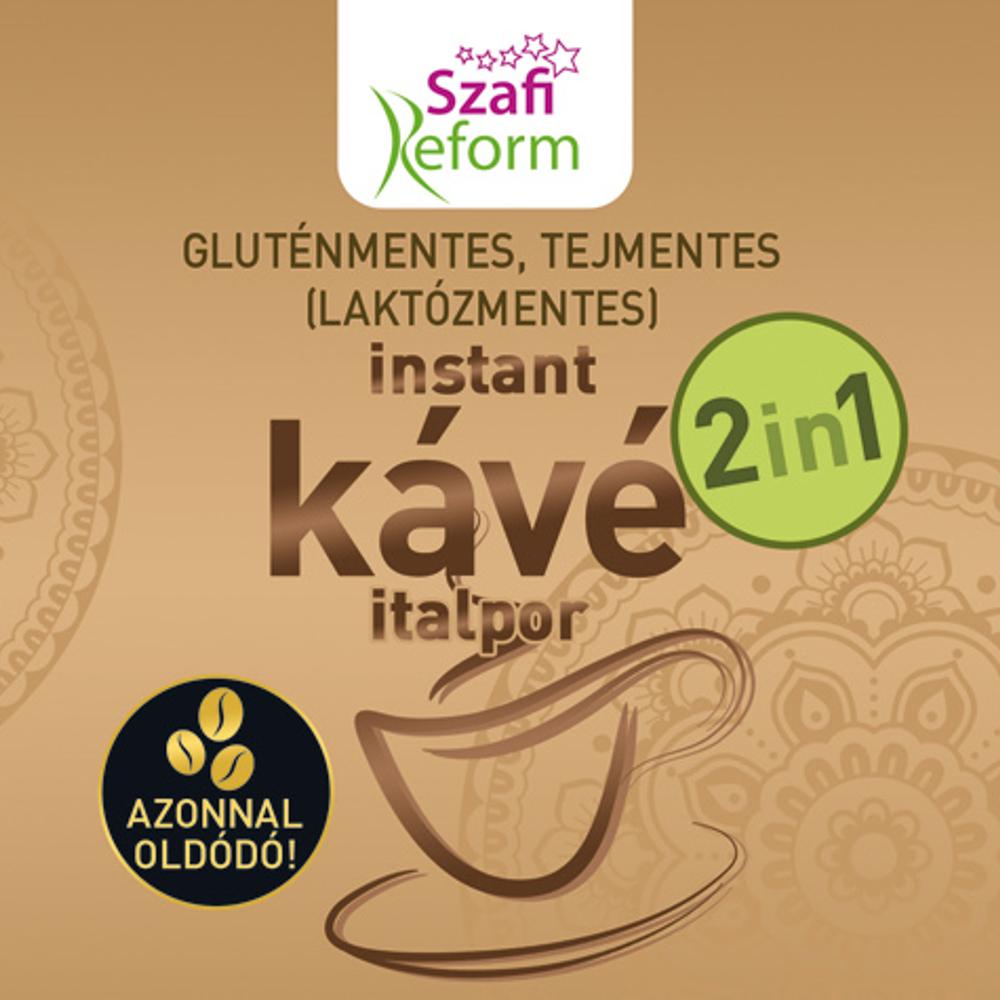 Szafi
Reform
GLUTÉNMENTES, TEJMENTES
(LAKTÓZMENTES)
instant
kávé
2in1
italpor
AZONNAL
OLDÓDÓ!